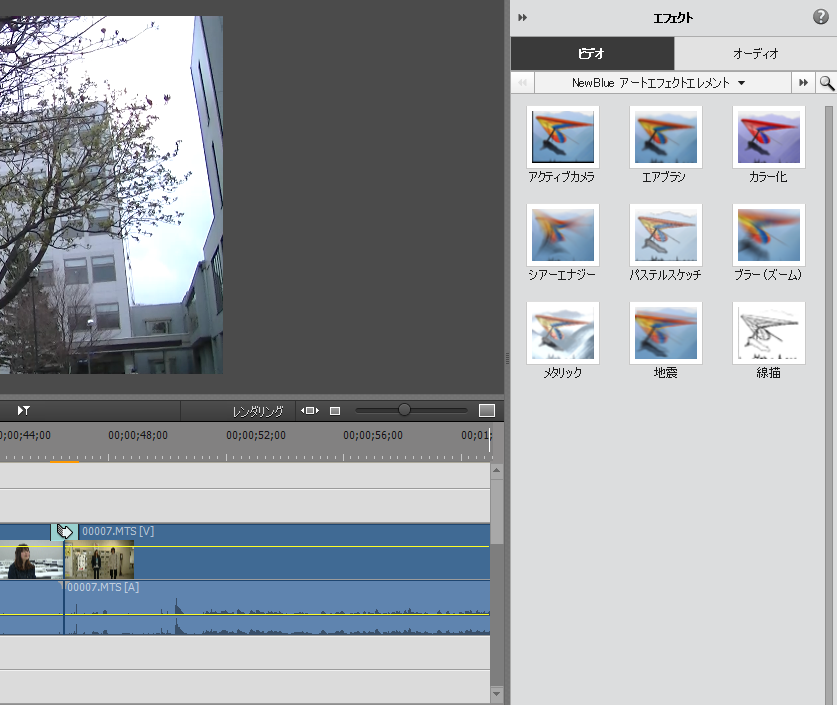 エフェクト
?
ビデオ
オーディオ
NewBlue アートエフェクトエレメント
アクティブカメラ
エアブラシ
カラー化
シアーエナジー
パステルスケッチ
ブラー(ズーム)
メタリック
地震
線描
レンダリング
0;00;44;00
00;00;48;00
00;00;52;00
00;00;56;00
00;01;
00007.MTS [V]
00007.MTS [A]